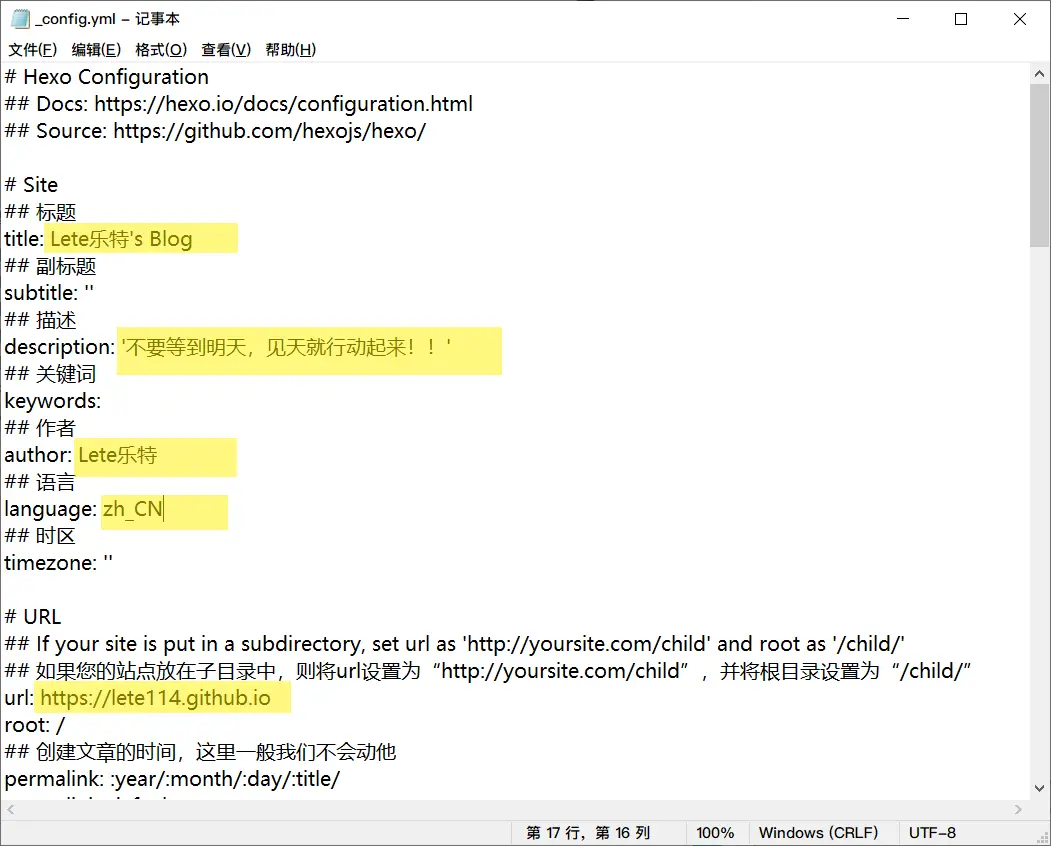 _config.yml - 记事本
文件(F) 编辑(E) 格式(O) 查看(V) 帮助(H)
# Hexo Configuration
## Docs: https://hexo.io/docs/configuration.html
## Source: https://github.com/hexojs/hexo/
# Site
## 标题
title: Lete乐特's Blog
## 副标题
subtitle: ''
## 描述
description: '不要等到明天，见天就行动起来！！'
## 关键词
keywords:
## 作者
author: Lete乐特
## 语言
language: zh_CN
## 时区
timezone: ''
# URL
## If your site is put in a subdirectory, set url as 'http://yoursite.com/child' and root as '/child/'
## 如果您的站点放在子目录中，则将url设置为“http://yoursite.com/child”，并将根目录设置为“/child/”
url: https://lete114.github.io
root: /
## 创建文章的时间，这里一般我们不会动他
permalink: :year/:month/:day/:title/
第 17 行，第 16 列 100% Windows (CRLF) UTF-8